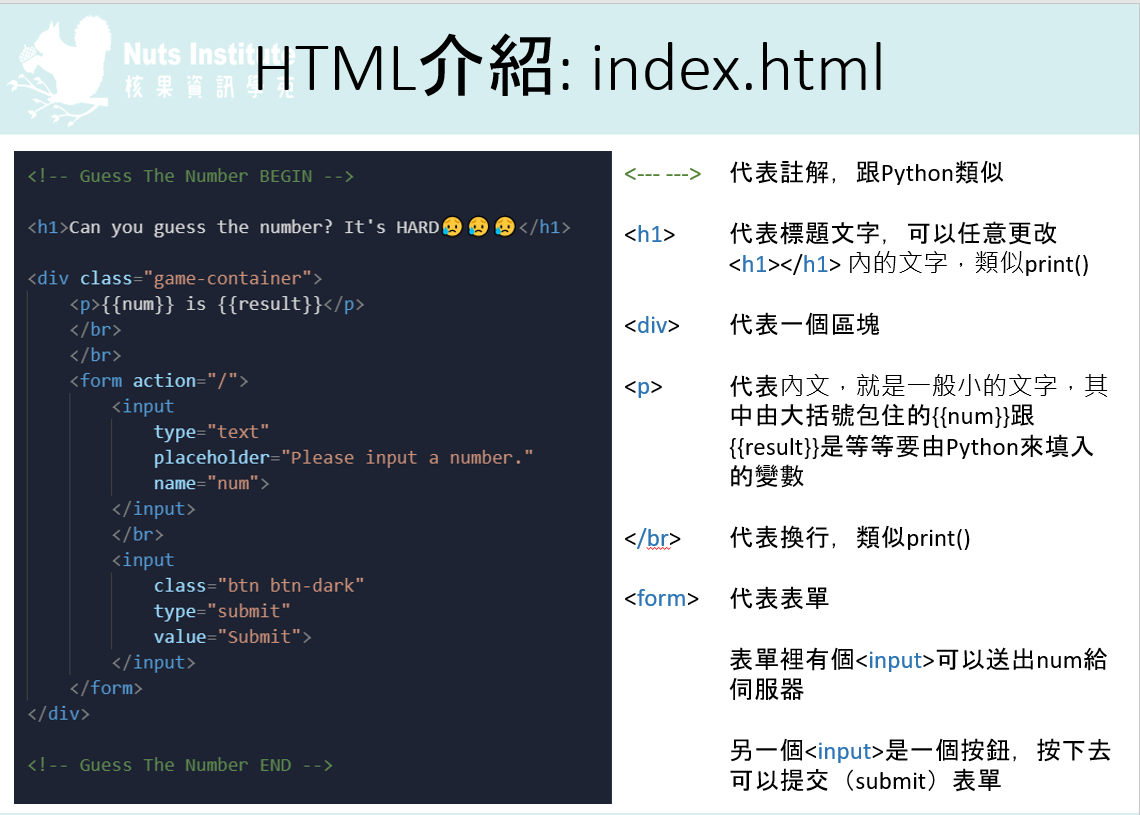 Nuts Institute
核果資訊學苑
HTML介紹: index.html
<!-- Guess The Number BEGIN -->
<h1>Can you guess the number? It's HARD😥😥😥</h1>
<div class="game-container">
<p>{{num}} is {{result}}</p>
</br>
</br>
<form action="/">
<input
type="text"
placeholder="Please input a number."
name="num">
</input>
</br>
<input
class="btn btn-dark"
type="submit"
value="Submit">
</input>
</form>
</div>
<!-- Guess The Number END -->
<--- ---> 代表註解，跟Python類似
<h1> 代表標題文字，可以任意更改
<h1></h1> 內的文字，類似print()
<div> 代表一個區塊
<p> 代表內文，就是一般小的文字，其
中由大括號包住的{{num}}跟
{{result}}是等等要由Python來填入
的變數
</br> 代表換行，類似print()
<form> 代表表單
表單裡有個<input>可以送出num給
伺服器
另一個<input>是一個按鈕，按下去
可以提交（submit）表單